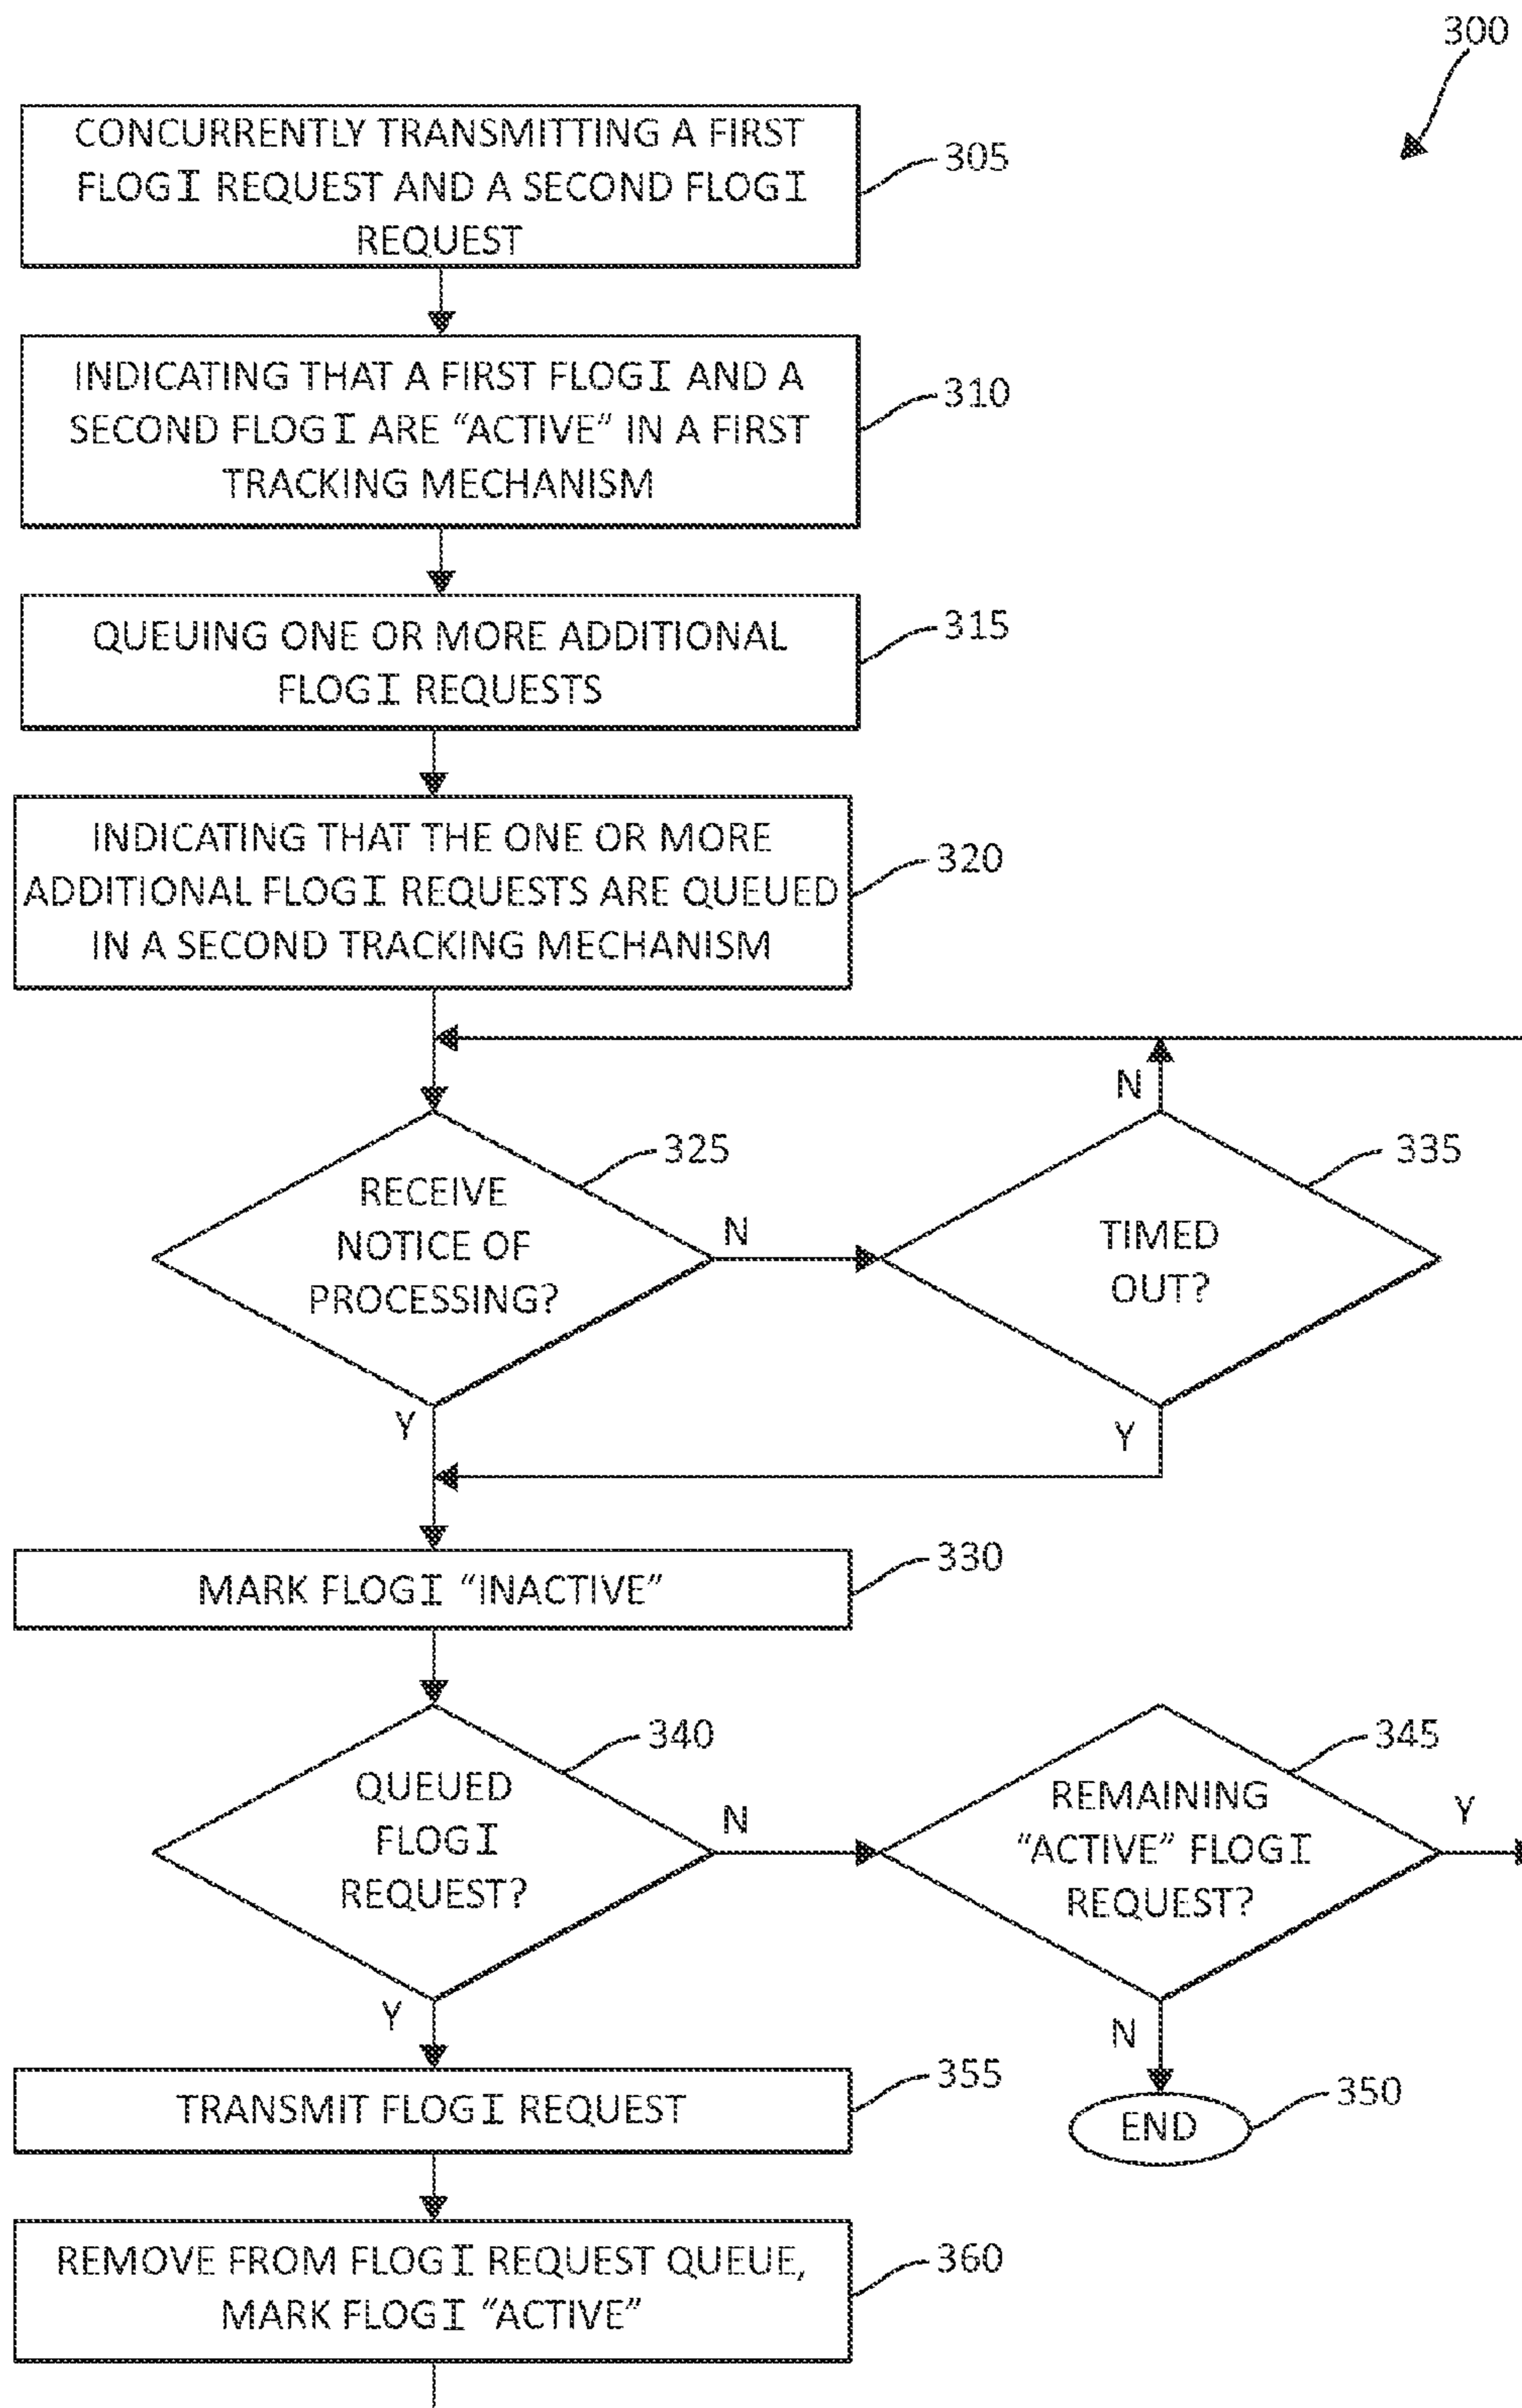 300
CONCURRENTLY TRANSMITTING A FIRST
FLOGI REQUEST AND A SECOND FLOGI
REQUEST
305
INDICATING THAT A FIRST FLOGI AND A
SECOND FLOGI ARE “ACTIVE” IN A FIRST
TRACKING MECHANISM
310
QUEUING ONE OR MORE ADDITIONAL
FLOGI REQUESTS
315
INDICATING THAT THE ONE OR MORE
ADDITIONAL FLOGI REQUESTS ARE QUEUED
IN A SECOND TRACKING MECHANISM
320
RECEIVE
NOTICE OF
PROCESSING?
325
N
Y
TIMED
OUT?
335
N
Y
MARK FLOGI “INACTIVE”
330
QUEUED
FLOGI
REQUEST?
340
N
Y
REMAINING
“ACTIVE” FLOGI
REQUEST?
345
Y
N
END
350
TRANSMIT FLOGI REQUEST
355
REMOVE FROM FLOGI REQUEST QUEUE,
MARK FLOGI “ACTIVE”
360